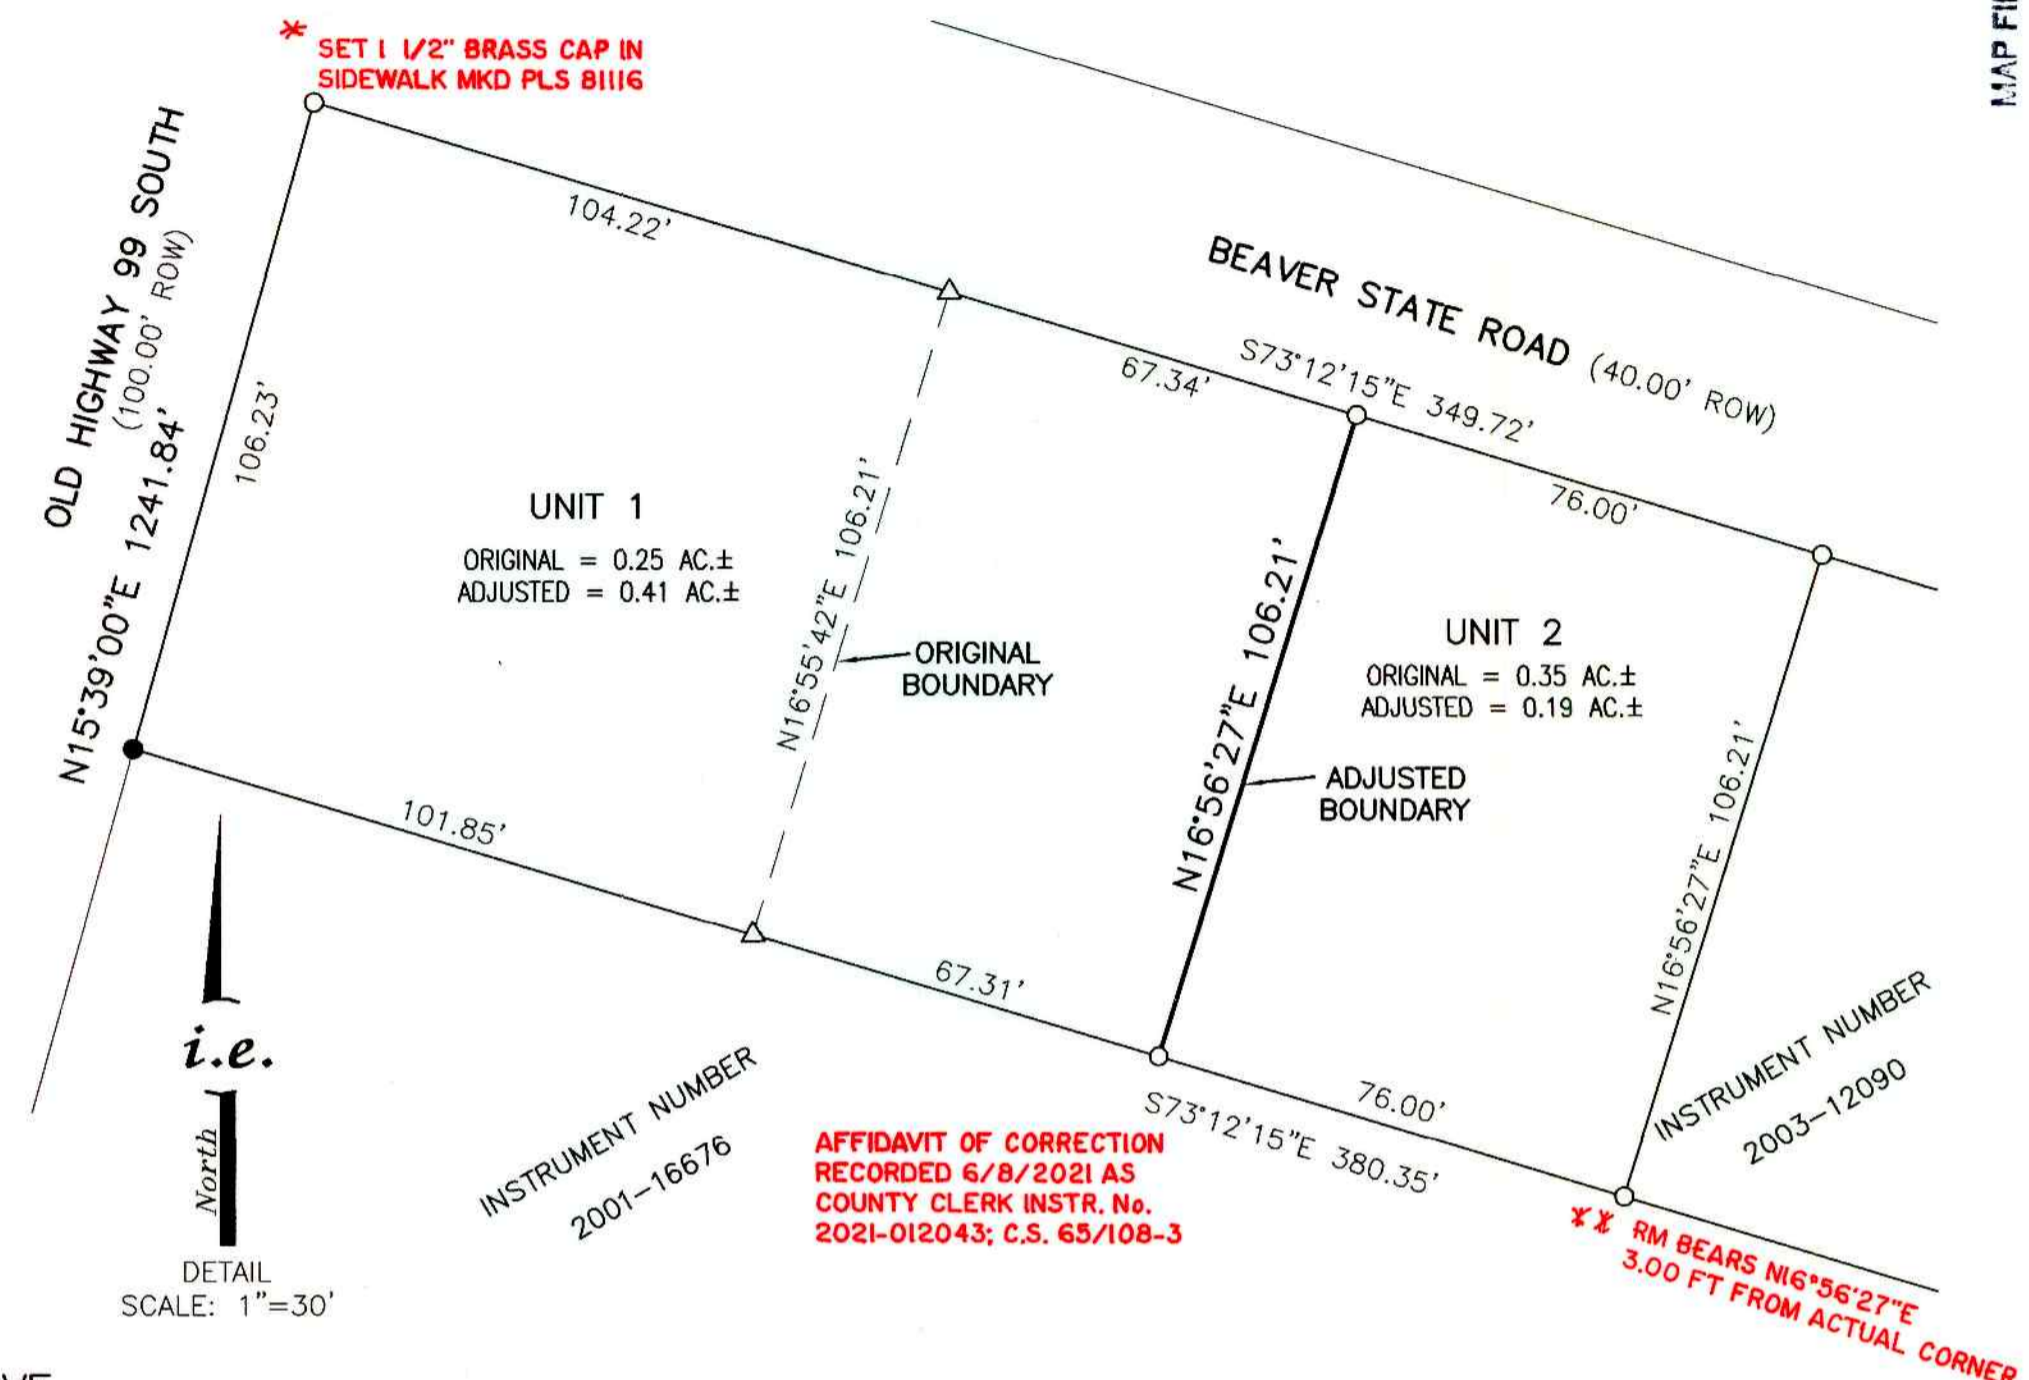 * SET 1 1/2" BRASS CAP IN
SIDEWALK MKD PLS 81116
OLD HIGHWAY 99 SOUTH
(100.00' ROW)
N15°39'00"E 1241.84'
106.23'
104.22'
BEAVER STATE ROAD (40.00' ROW)
67.34'
S73°12'15"E 349.72'
76.00'
UNIT 1
ORIGINAL = 0.25 AC.±
ADJUSTED = 0.41 AC.±
N16°55'42"E 106.21'
ORIGINAL
BOUNDARY
N16°56'27"E 106.21'
ADJUSTED
BOUNDARY
UNIT 2
ORIGINAL = 0.35 AC.±
ADJUSTED = 0.19 AC.±
N16°56'27"E 106.21'
101.85'
67.31'
76.00'
S73°12'15"E 380.35'
INSTRUMENT NUMBER
2001-16676
INSTRUMENT NUMBER
2003-12090
AFFIDAVIT OF CORRECTION
RECORDED 6/8/2021 AS
COUNTY CLERK INSTR. No.
2021-012043; C.S. 65/108-3
** RM BEARS N16°56'27"E
3.00 FT FROM ACTUAL CORNER
i.e.
North
DETAIL
SCALE: 1"=30'
MAP